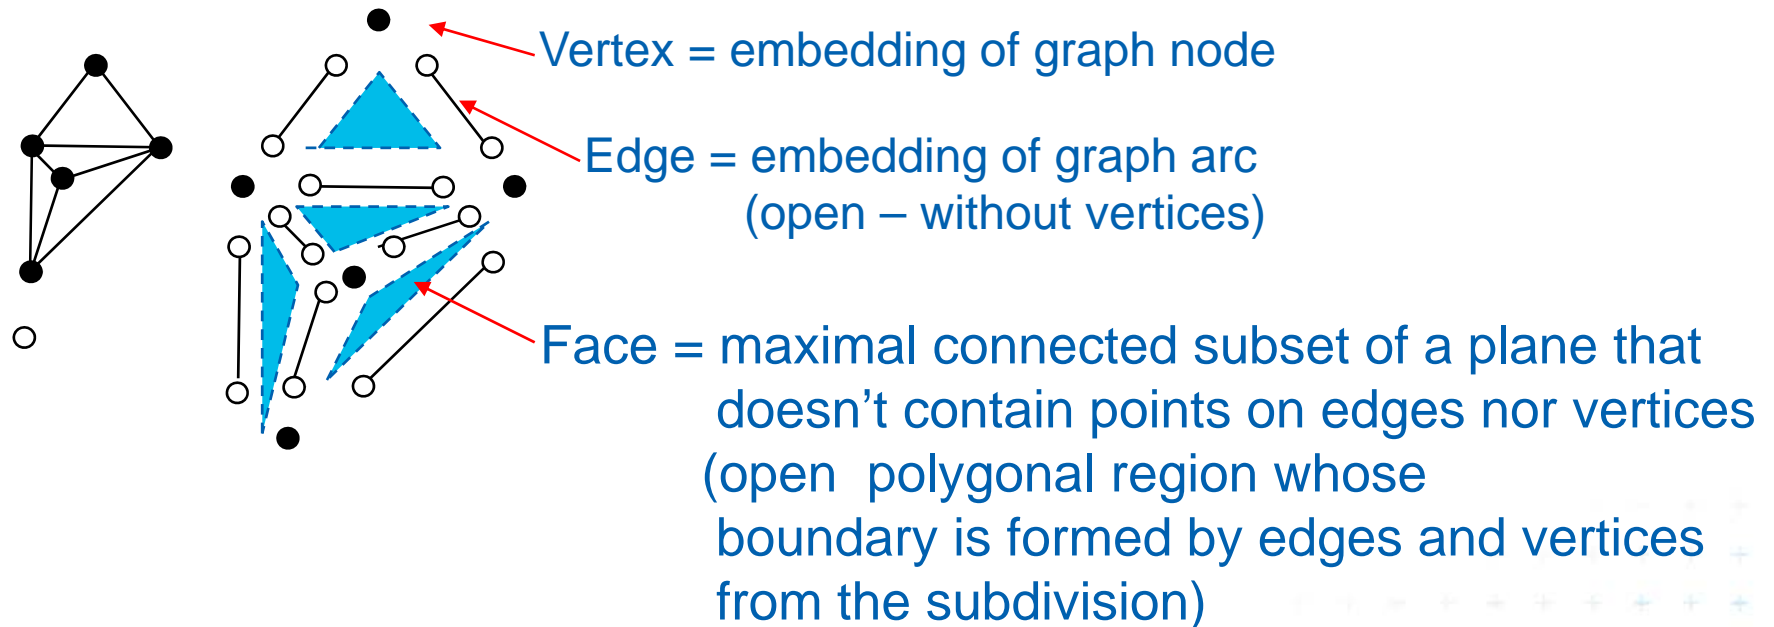 Vertex = embedding of graph node
Edge = embedding of graph arc
(open – without vertices)
Face = maximal connected subset of a plane that
doesn’t contain points on edges nor vertices
(open polygonal region whose
boundary is formed by edges and vertices
from the subdivision)